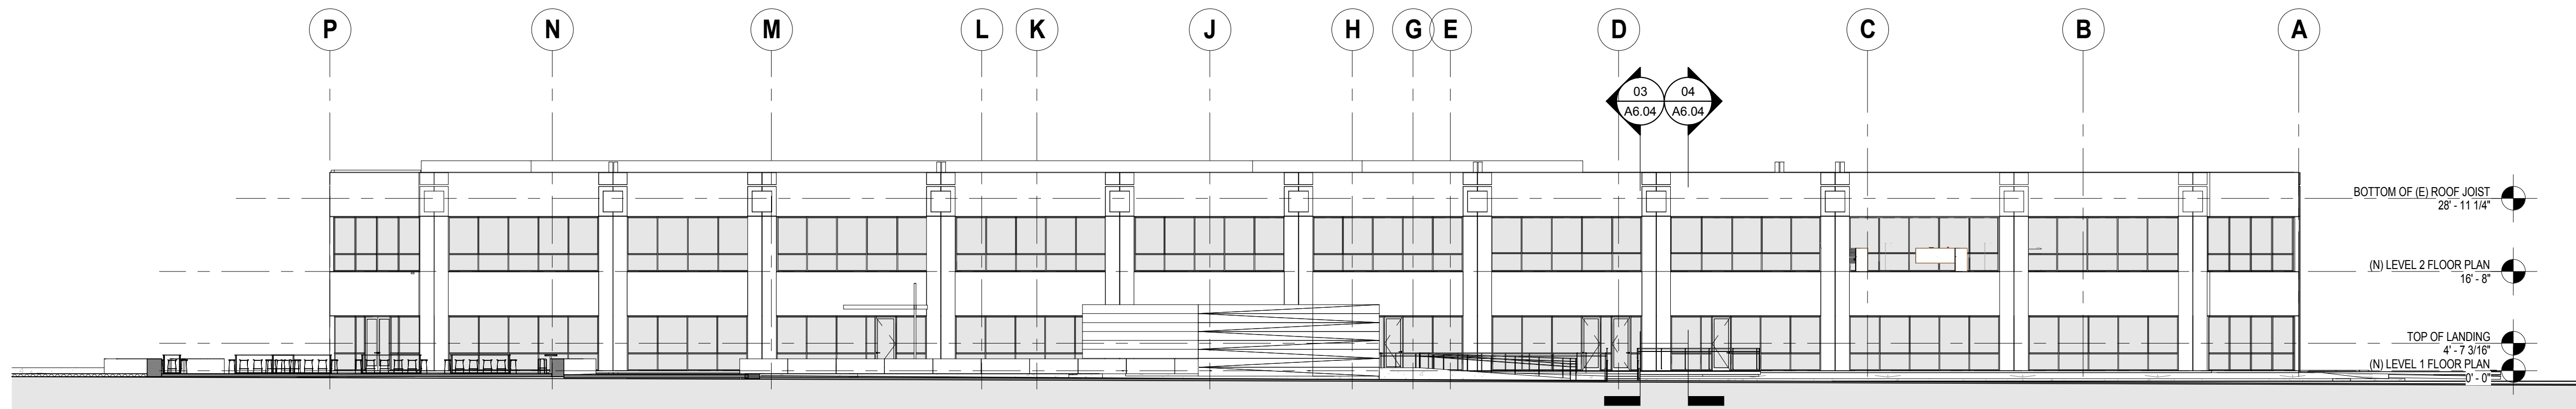 P
N
M
L
K
J
H
G
E
D
C
B
A
03
A6.04
04
A6.04
BOTTOM OF (E) ROOF JOIST
28' - 11 1/4"
(N) LEVEL 2 FLOOR PLAN
16' - 8"
TOP OF LANDING
4' - 7 3/16"
(N) LEVEL 1 FLOOR PLAN
0' - 0"